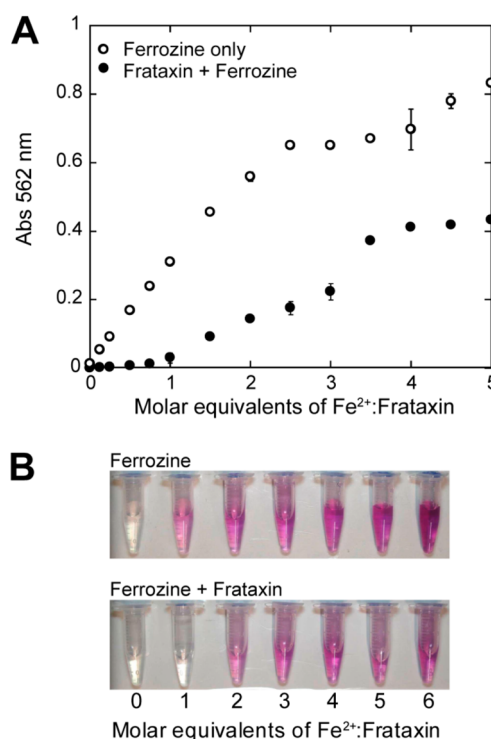 A
1
Ferrozine only
Frataxin + Ferrozine
0.8
0.6
0.4
0.2
0
Abs 562 nm
0 1 2 3 4 5
Molar equivalents of Fe²⁺:Frataxin
B
Ferrozine
Ferrozine + Frataxin
0 1 2 3 4 5 6
Molar equivalents of Fe²⁺:Frataxin